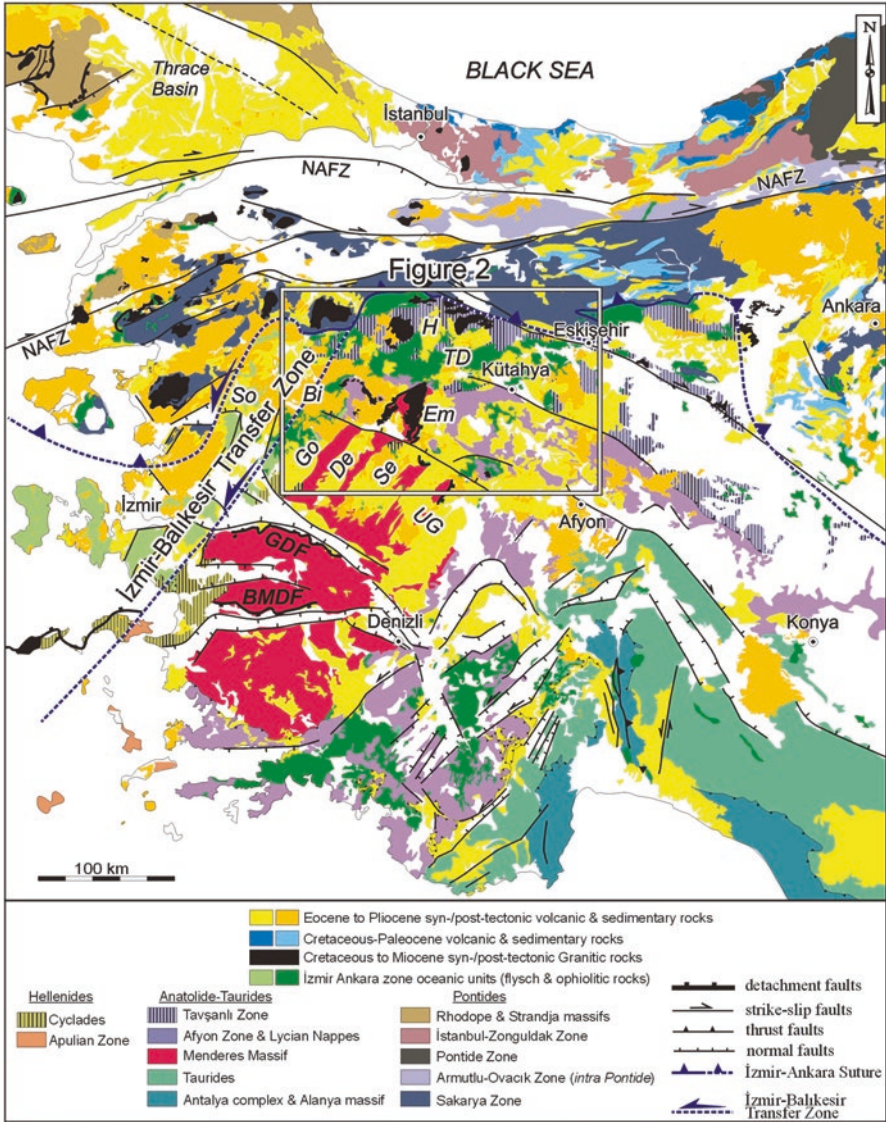 N
BLACK SEA
Thrace
Basin
İstanbul
NAFZ
NAFZ
Figure 2
Ankara
H
Eskişehir
NAFZ
TD
Kütahya
So
Bi
Em
Go
De
Se
İzmir-Balıkesir Transfer Zone
İzmir
UG
Afyon
GDF
BMDF
Denizli
Konya
100 km
Eocene to Pliocene syn-/post-tectonic volcanic & sedimentary rocks
Cretaceous-Paleocene volcanic & sedimentary rocks
Cretaceous to Miocene syn-/post-tectonic Granitic rocks
İzmir Ankara zone oceanic units (flysch & ophiolitic rocks)
Hellenides
Cyclades
Apulian Zone
Anatolide-Taurides
Tavşanlı Zone
Afyon Zone & Lycian Nappes
Menderes Massif
Taurides
Antalya complex & Alanya massif
Pontides
Rhodope & Strandja massifs
İstanbul-Zonguldak Zone
Pontide Zone
Armutlu-Ovacık Zone (intra Pontide)
Sakarya Zone
detachment faults
strike-slip faults
thrust faults
normal faults
İzmir-Ankara Suture
İzmir-Balıkesir
Transfer Zone